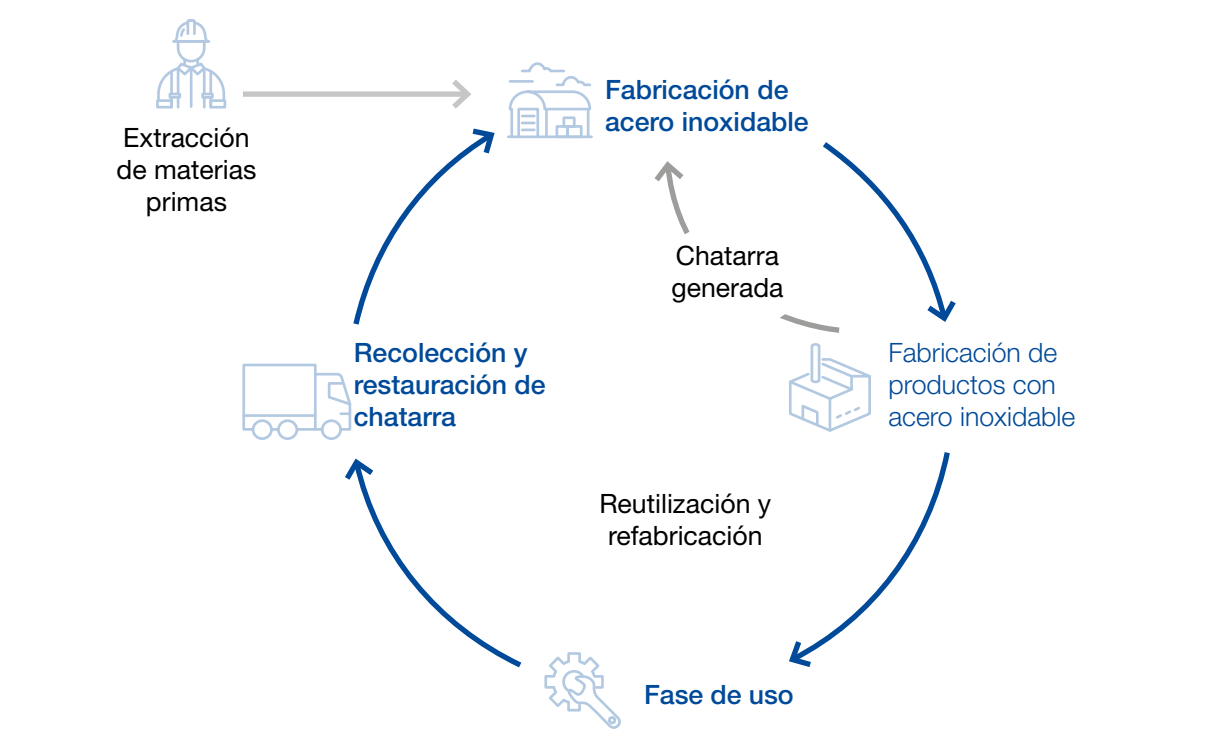 Extracción
de materias
primas
Fabricación de
acero inoxidable
Chatarra
generada
Fabricación de
productos con
acero inoxidable
Recolección y
restauración de
chatarra
Reutilización y
refabricación
Fase de uso